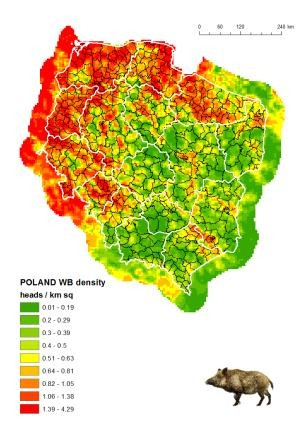 0 60 120 240 km
POLAND WB density
heads / km sq
0.01 - 0.19
0.2 - 0.29
0.3 - 0.39
0.4 - 0.5
0.51 - 0.63
0.64 - 0.81
0.82 - 1.05
1.06 - 1.38
1.39 - 4.29